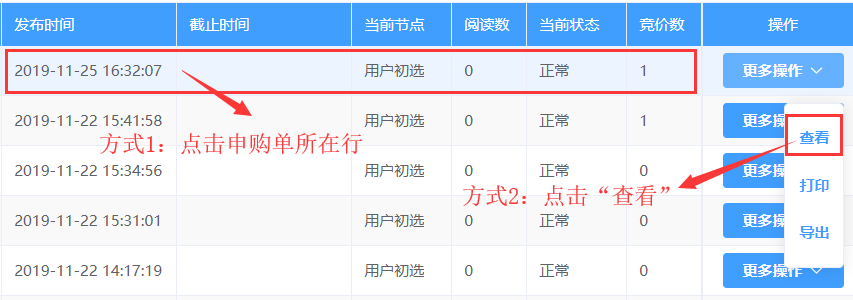 发布时间 截止时间 当前节点 阅读数 当前状态 竞价数 操作
2019-11-25 16:32:07 用户初选 0 正常 1 更多操作
2019-11-22 15:41:58 用户初选 0 正常 1 更多操
方式1：点击申购单所在行
查看
2019-11-22 15:34:56 用户初选 0 正常 0 更多操
方式2：点击“查看”
打印
2019-11-22 15:31:01 用户初选 0 正常 0 更多操
导出
2019-11-22 14:17:19 用户初选 0 正常 0 更多操作